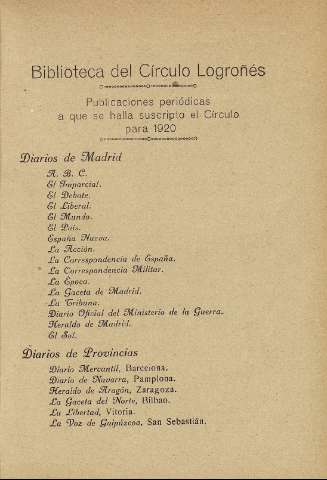 Biblioteca del Círculo Logroñés
Publicaciones periódicas
a que se halla suscripto el Círculo
para 1920
Diarios de Madrid
A. B. C.
El Imparcial.
El Debate.
El Liberal.
El Mundo.
El País.
España Nueva.
La Acción.
La Correspondencia de España.
La Correspondencia Militar.
La Época.
La Gaceta de Madrid.
La Tribuna.
Diario Oficial del Ministerio de la Guerra.
Heraldo de Madrid.
El Sol.
Diarios de Provincias
Diario Mercantil, Barcelona.
Diario de Navarra, Pamplona.
Heraldo de Aragón, Zaragoza.
La Gaceta del Norte, Bilbao.
La Libertad, Vitoria.
La Voz de Guipúzcoa, San Sebastián.